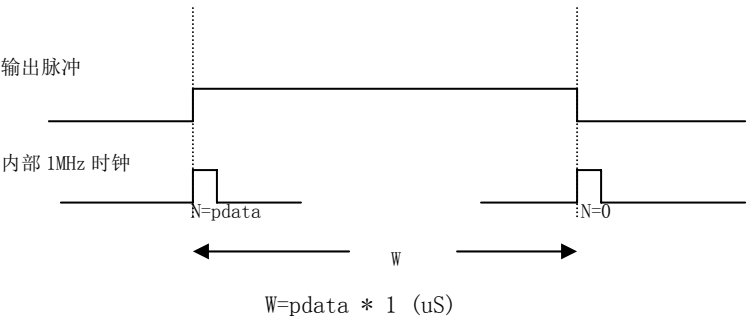 输出脉冲
内部 1MHz 时钟
N=pdata
N=0
W
W=pdata * 1 (uS)